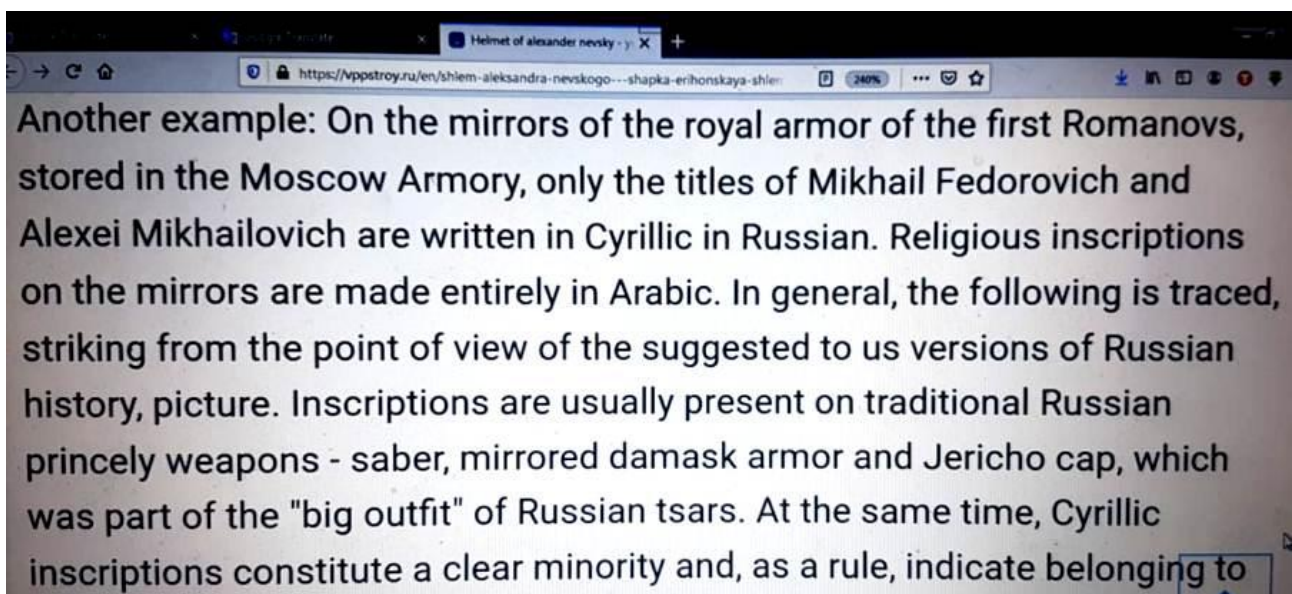 Helmet of alexander nevsky - y
https://vppstroy.ru/en/shlem-aleksandra-nevskogo---shapka-erihonskaya-shle
240%
Another example: On the mirrors of the royal armor of the first Romanovs,
stored in the Moscow Armory, only the titles of Mikhail Fedorovich and
Alexei Mikhailovich are written in Cyrillic in Russian. Religious inscriptions
on the mirrors are made entirely in Arabic. In general, the following is traced,
striking from the point of view of the suggested to us versions of Russian
history, picture. Inscriptions are usually present on traditional Russian
princely weapons - saber, mirrored damask armor and Jericho cap, which
was part of the "big outfit" of Russian tsars. At the same time, Cyrillic
inscriptions constitute a clear minority and, as a rule, indicate belonging to